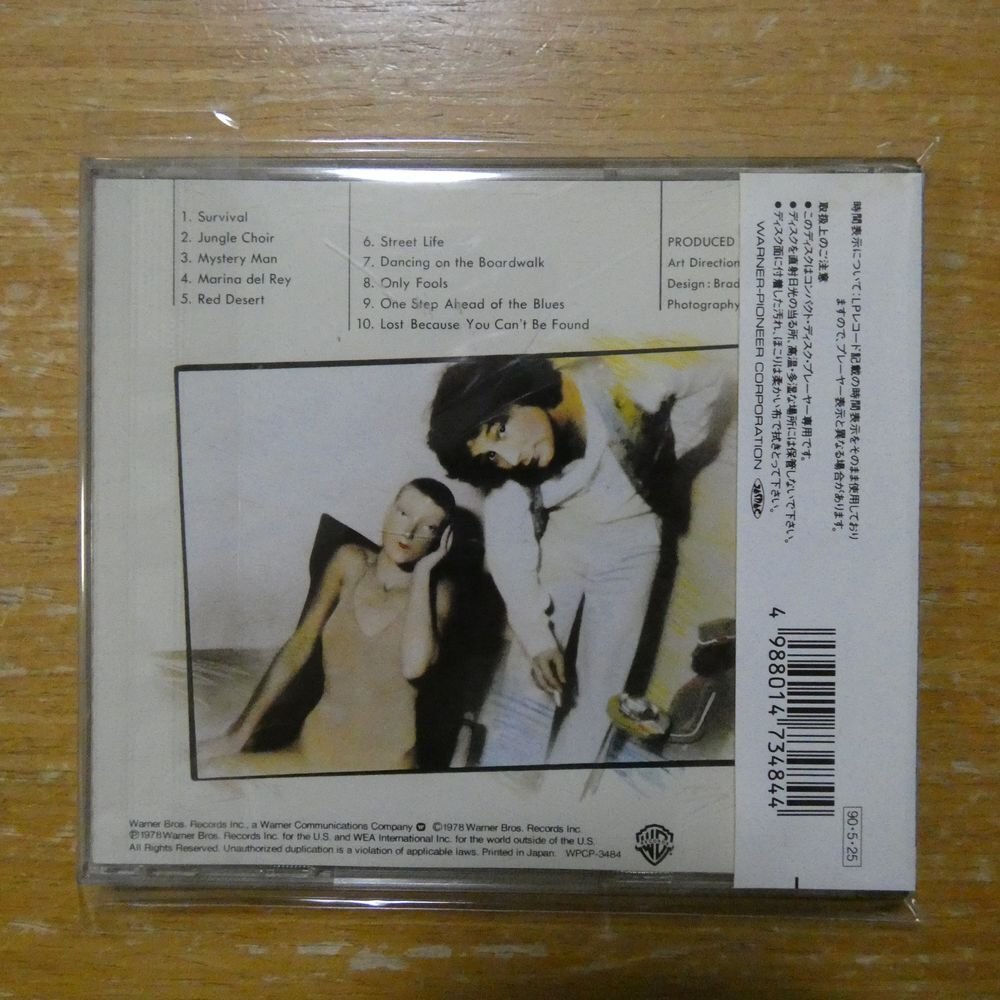 1. Survival
2. Jungle Choir
3. Mystery Man
4. Marina del Rey
5. Red Desert
6. Street Life
7. Dancing on the Boardwalk
8. Only Fools
9. One Step Ahead of the Blues
10. Lost Because You Can't Be Found
PRODUCED
Art Direction
Design : Brad
Photography
時間表示について:LPレコード記載の時間表示をそのまま使用しており
ますので、プレーヤー表示と異なる場合があります。
取扱上のご注意
●このディスクはコンパクト・ディスク・プレーヤー専用です。
●ディスクを直射日光の当る所、高温・多湿な場所には保管しないで下さい。
●ディスク面に付着した汚れ、ほこりは柔かい布で拭きとって下さい。
WARNER-PIONEER CORPORATION
4 988014 734844
'90・5・25
Warner Bros. Records Inc., a Warner Communications Company ©1978 Warner Bros. Records Inc.
℗1978 Warner Bros. Records Inc. for the U.S. and WEA International Inc. for the world outside of the U.S.
All Rights Reserved. Unauthorized duplication is a violation of applicable laws. Printed in Japan. WPCP-3484